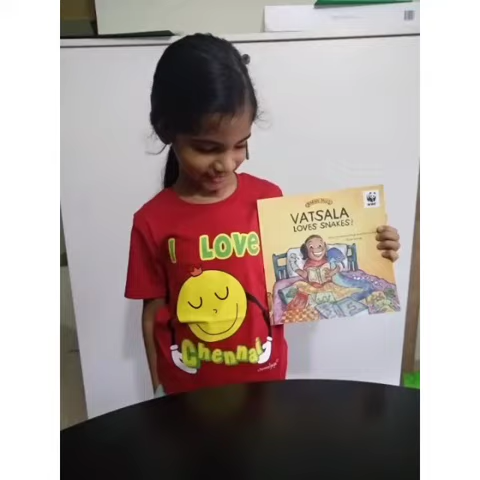 I LOVE
Chennai
VATSALA
LOVES SNAKES!
WWF